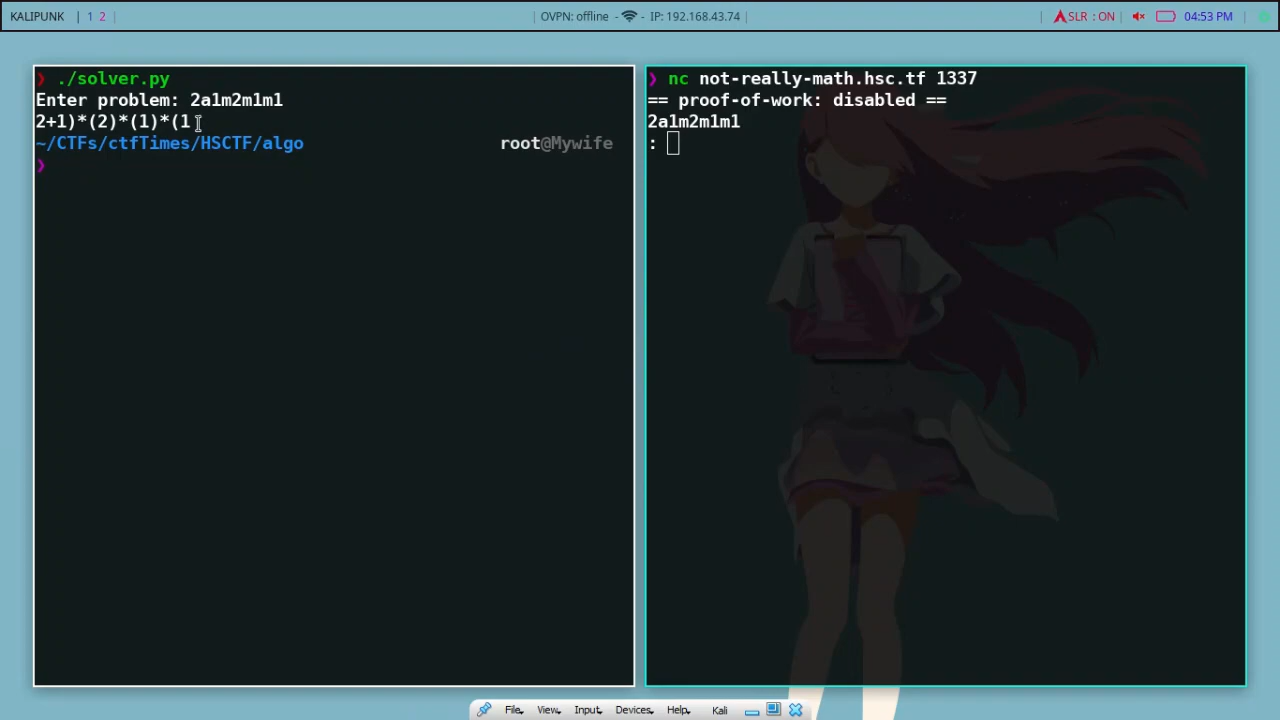 KALIPUNK | 1 2 | | OVPN: offline - - IP: 192.168.43.74 | | SLR : ON | | 04:53 PM |
❯ ./solver.py
Enter problem: 2a1m2m1m1
2+1)*(2)*(1)*(1
~/CTFs/ctfTimes/HSCTF/algo root@Mywife
❯
❯ nc not-really-math.hsc.tf 1337
== proof-of-work: disabled ==
2a1m2m1m1
:
File View Input Devices Help Kali